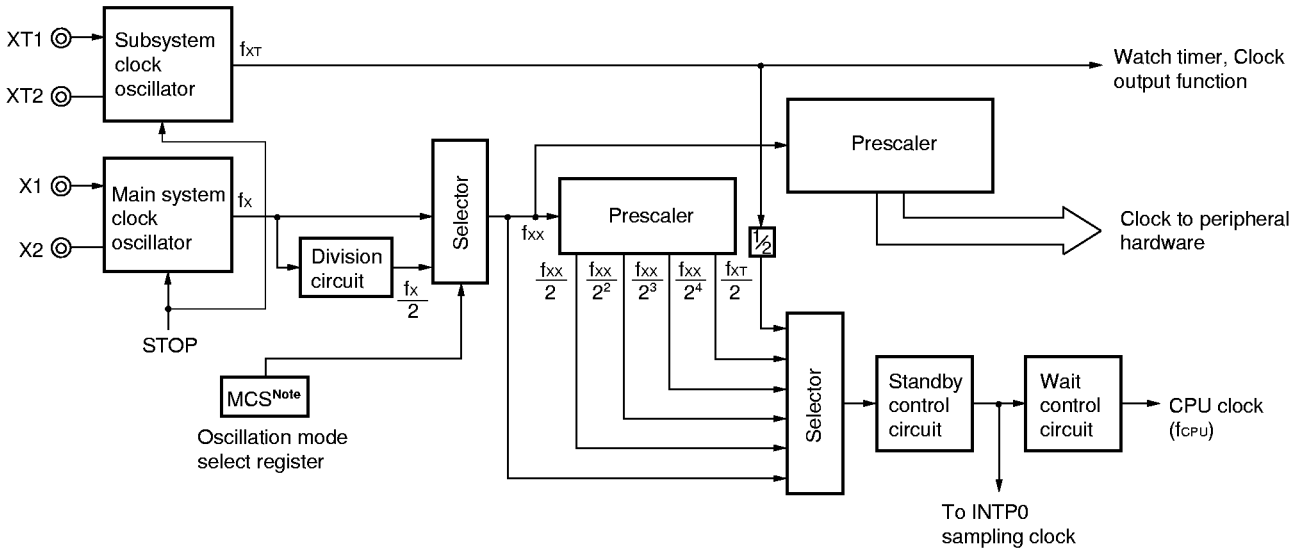 XT1
XT2
Subsystem
clock
oscillator
fXT
Watch timer, Clock
output function
X1
X2
Main system
clock
oscillator
fX
Division
circuit
fX/2
STOP
Selector
fXX
Prescaler
Prescaler
1/2
Clock to peripheral
hardware
fXX/2
fXX/2²
fXX/2³
fXX/2⁴
fXT/2
MCSNote
Oscillation mode
select register
Selector
Standby
control
circuit
Wait
control
circuit
CPU clock
(fCPU)
To INTP0
sampling clock